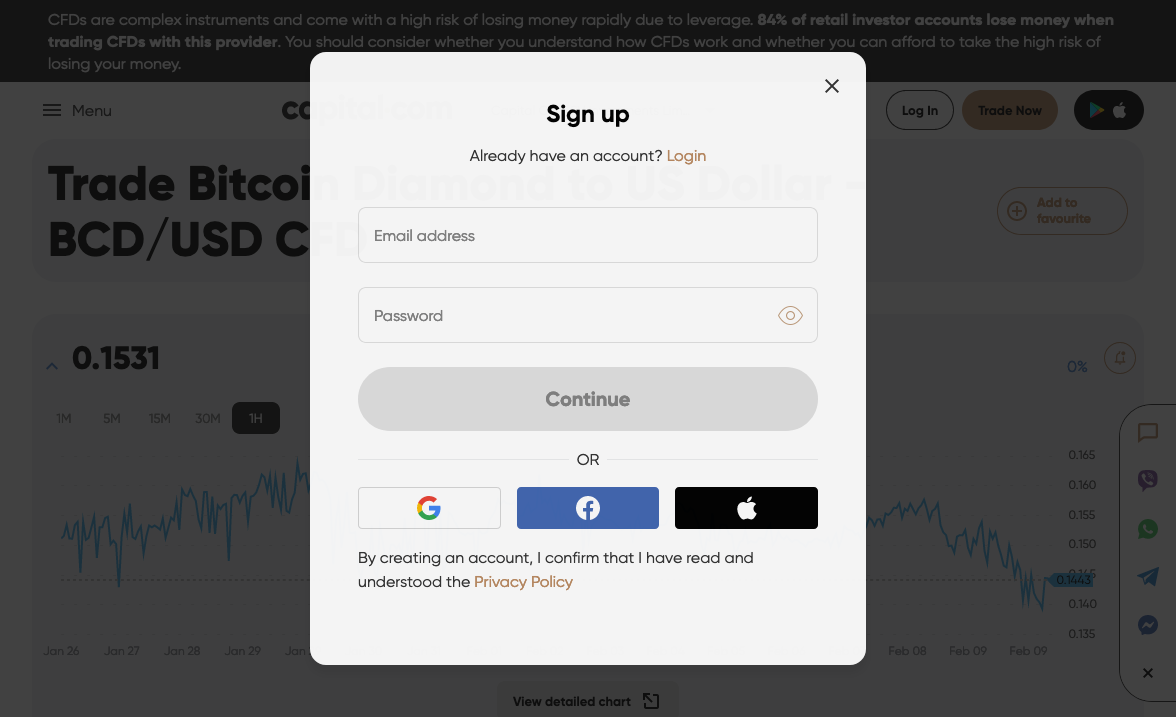 CFDs are complex instruments and come with a high risk of losing money rapidly due to leverage. 84% of retail investor accounts lose money when
trading CFDs with this provider. You should consider whether you understand how CFDs work and whether you can afford to take the high risk of
losing your money.
Menu
capital.com
Log In
Trade Now
Sign up
Already have an account? Login
Trade Bitcoin Diamond to US Dollar -
BCD/USD CFD
Add to
favourite
Email address
Password
Continue
OR
By creating an account, I confirm that I have read and
understood the Privacy Policy
0.1531
0%
1M 5M 15M 30M 1H
0.165
0.160
0.155
0.150
0.1443
0.140
0.135
Jan 26 Jan 27 Jan 28 Jan 29 Jan Feb 08 Feb 09 Feb 09
View detailed chart